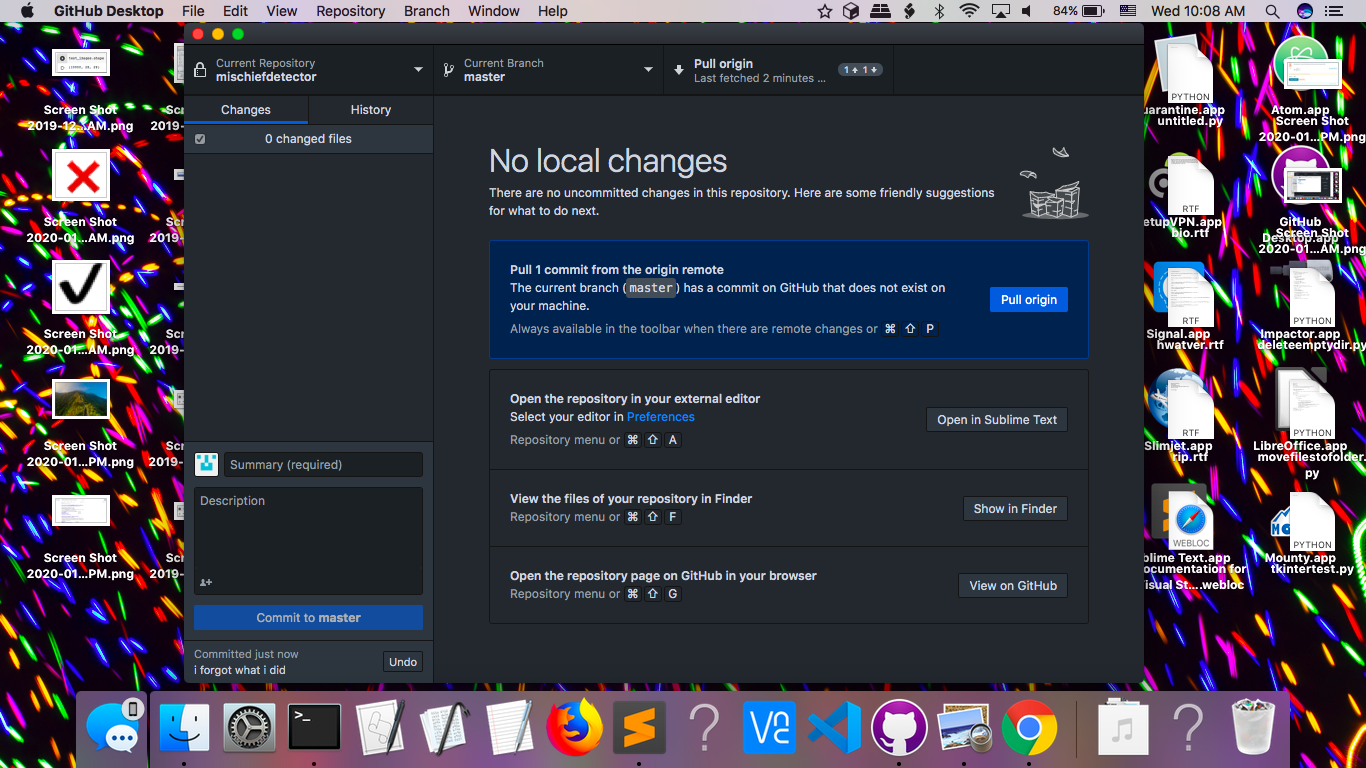 GitHub Desktop File Edit View Repository Branch Window Help
84% Wed 10:08 AM
Current Repository
mischiefdetector
Current Branch
master
Pull origin
Last fetched 2 minutes ...
1 1
Changes History
0 changed files
No local changes
There are no uncommitted changes in this repository. Here are some friendly suggestions
for what to do next.
Pull 1 commit from the origin remote
The current branch (master) has a commit on GitHub that does not exist on
your machine.
Always available in the toolbar when there are remote changes or ⌘ ⇧ P
Pull origin
Open the repository in your external editor
Select your editor in Preferences
Repository menu or ⌘ ⇧ A
Open in Sublime Text
View the files of your repository in Finder
Repository menu or ⌘ ⇧ F
Show in Finder
Open the repository page on GitHub in your browser
Repository menu or ⌘ ⇧ G
View on GitHub
Summary (required)
Description
Commit to master
Committed just now
i forgot what i did
Undo
Screen Shot
2019-12...AM.png
Screen Shot
2020-01...AM.png
Screen Shot
2020-01...AM.png
Screen Shot
2020-01...PM.png
Screen Shot
2020-01...PM.png
PYTHON
uarantine.app
untitled.py
RTF
etupVPN.app
bio.rtf
RTF
Signal.app
hwatver.rtf
RTF
Slimjet.app
rip.rtf
WEBLOC
blime Text.app
ocumentation for
isual St....webloc
Atom.app
Screen Shot
2020-01...PM.png
GitHub
Desktop.app
Screen Shot
2020-01...AM.png
PYTHON
Impactor.app
deleteemptydir.py
PYTHON
LibreOffice.app
movefilestofolder.
py
PYTHON
Mounty.app
tkintertest.py